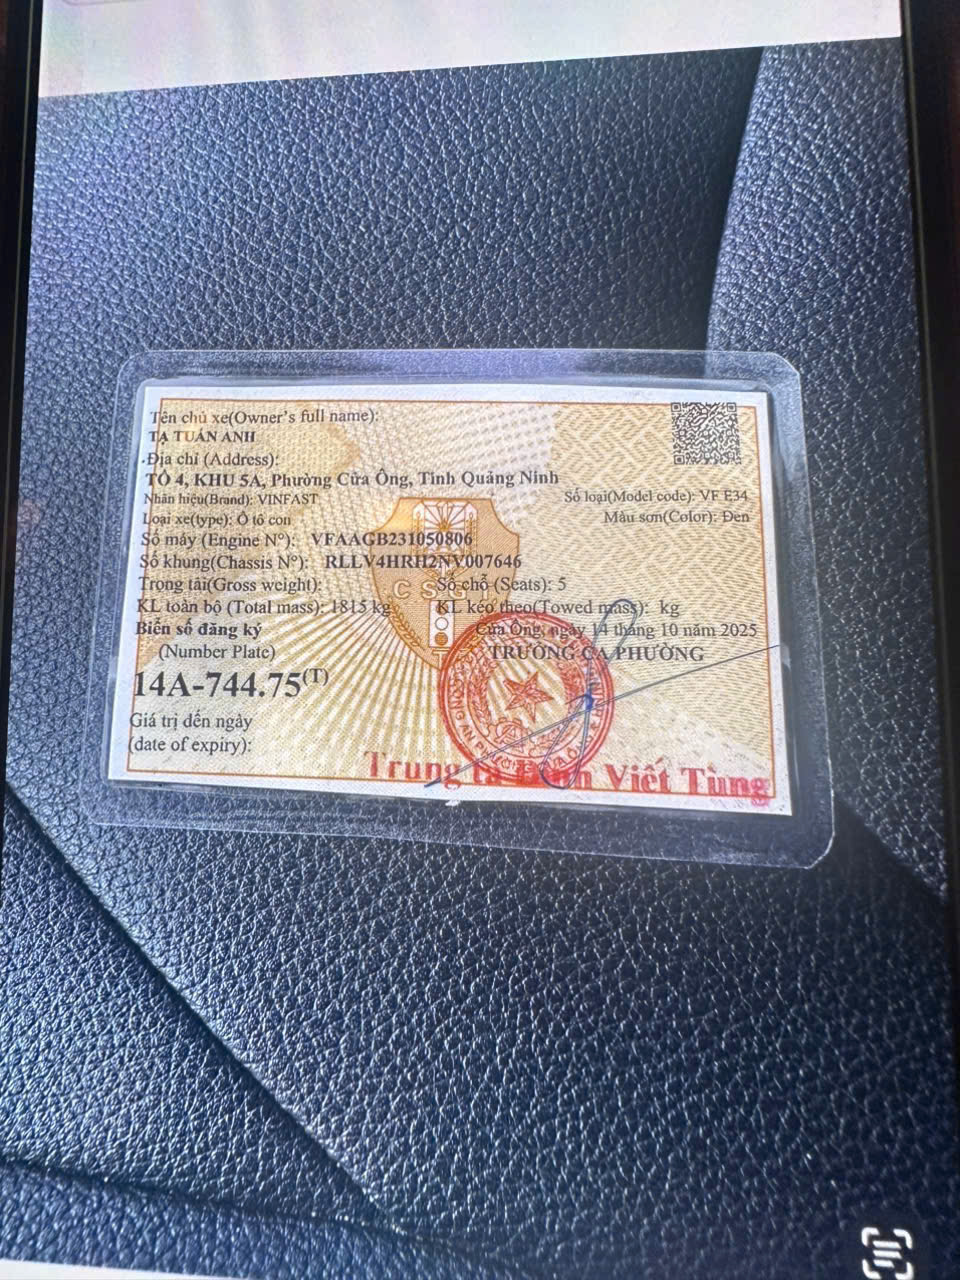 Tên chủ xe(Owner's full name):
TẠ TUẤN ANH
Địa chỉ (Address):
TỔ 4, KHU 5A, Phường Cửa Ông, Tỉnh Quảng Ninh
Nhãn hiệu(Brand): VINFAST
Số loại(Model code): VF E34
Loại xe(type): Ô tô con
Màu sơn(Color): Đen
Số máy (Engine N°): VFAAGB231050806
Số khung(Chassis N°): RLLV4HRH2NV007646
Trọng tải(Gross weight):
Số chỗ (Seats): 5
KL toàn bộ (Total mass): 1815 kg
KL kéo theo(Towed mass): kg
Biển số đăng ký
Cửa Ông, ngày 14 tháng 10 năm 2025
(Number Plate)
TRƯỞNG CA PHƯỜNG
14A-744.75(T)
Giá trị đến ngày
(date of expiry):
CSGT
Trung tá Viết Tùng